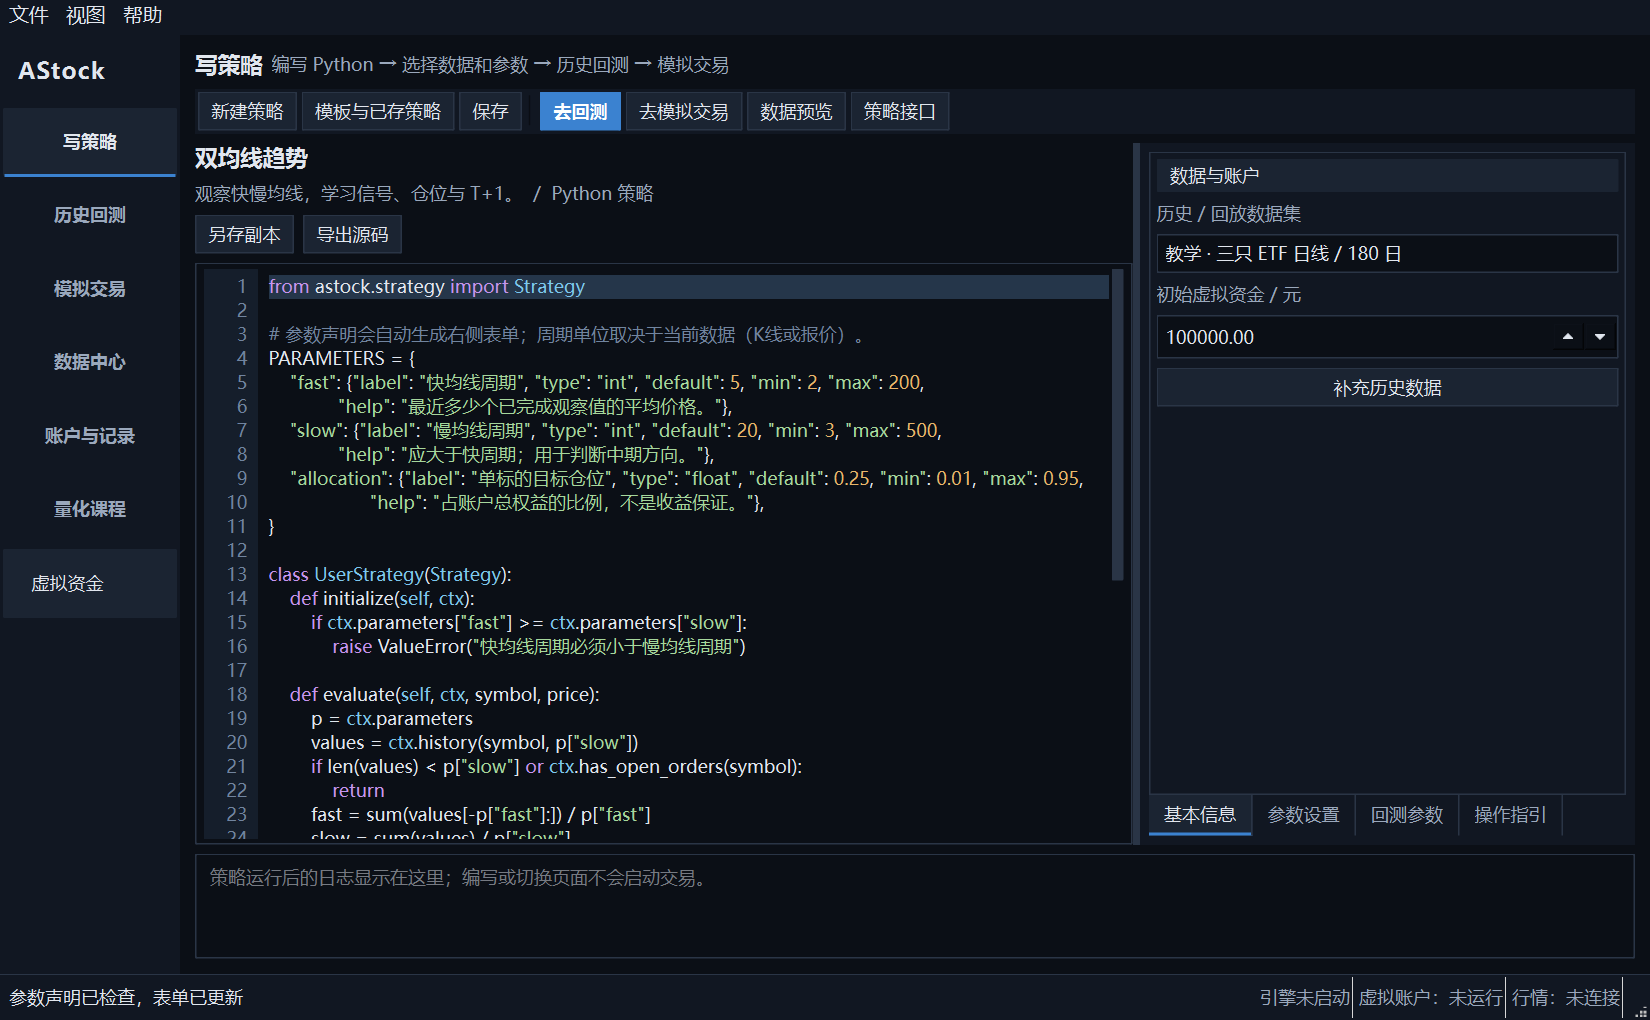 文件 视图 帮助
AStock
写策略
历史回测
模拟交易
数据中心
账户与记录
量化课程
虚拟资金
写策略 编写 Python → 选择数据和参数 → 历史回测 → 模拟交易
新建策略 模板与已存策略 保存 去回测 去模拟交易 数据预览 策略接口
双均线趋势
观察快慢均线，学习信号、仓位与 T+1。 / Python 策略
另存副本 导出源码
1 from astock.strategy import Strategy
2
3 # 参数声明会自动生成右侧表单；周期单位取决于当前数据（K线或报价）。
4 PARAMETERS = {
5 "fast": {"label": "快均线周期", "type": "int", "default": 5, "min": 2, "max": 200,
6 "help": "最近多少个已完成观察值的平均价格。"},
7 "slow": {"label": "慢均线周期", "type": "int", "default": 20, "min": 3, "max": 500,
8 "help": "应大于快周期；用于判断中期方向。"},
9 "allocation": {"label": "单标的目标仓位", "type": "float", "default": 0.25, "min": 0.01, "max": 0.95,
10 "help": "占账户总权益的比例，不是收益保证。"},
11 }
12
13 class UserStrategy(Strategy):
14 def initialize(self, ctx):
15 if ctx.parameters["fast"] >= ctx.parameters["slow"]:
16 raise ValueError("快均线周期必须小于慢均线周期")
17
18 def evaluate(self, ctx, symbol, price):
19 p = ctx.parameters
20 values = ctx.history(symbol, p["slow"])
21 if len(values) < p["slow"] or ctx.has_open_orders(symbol):
22 return
23 fast = sum(values[-p["fast"]:]) / p["fast"]
24 slow = sum(values) / p["slow"]
数据与账户
历史 / 回放数据集
教学 · 三只 ETF 日线 / 180 日
初始虚拟资金 / 元
100000.00
补充历史数据
基本信息 参数设置 回测参数 操作指引
策略运行后的日志显示在这里；编写或切换页面不会启动交易。
参数声明已检查，表单已更新
引擎未启动 虚拟账户：未运行 行情：未连接